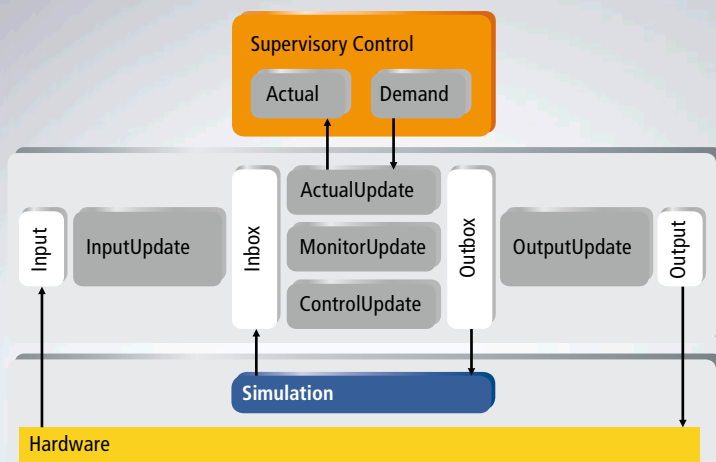 Supervisory Control
Actual
Demand
Input
InputUpdate
Inbox
ActualUpdate
MonitorUpdate
ControlUpdate
Outbox
OutputUpdate
Output
Simulation
Hardware